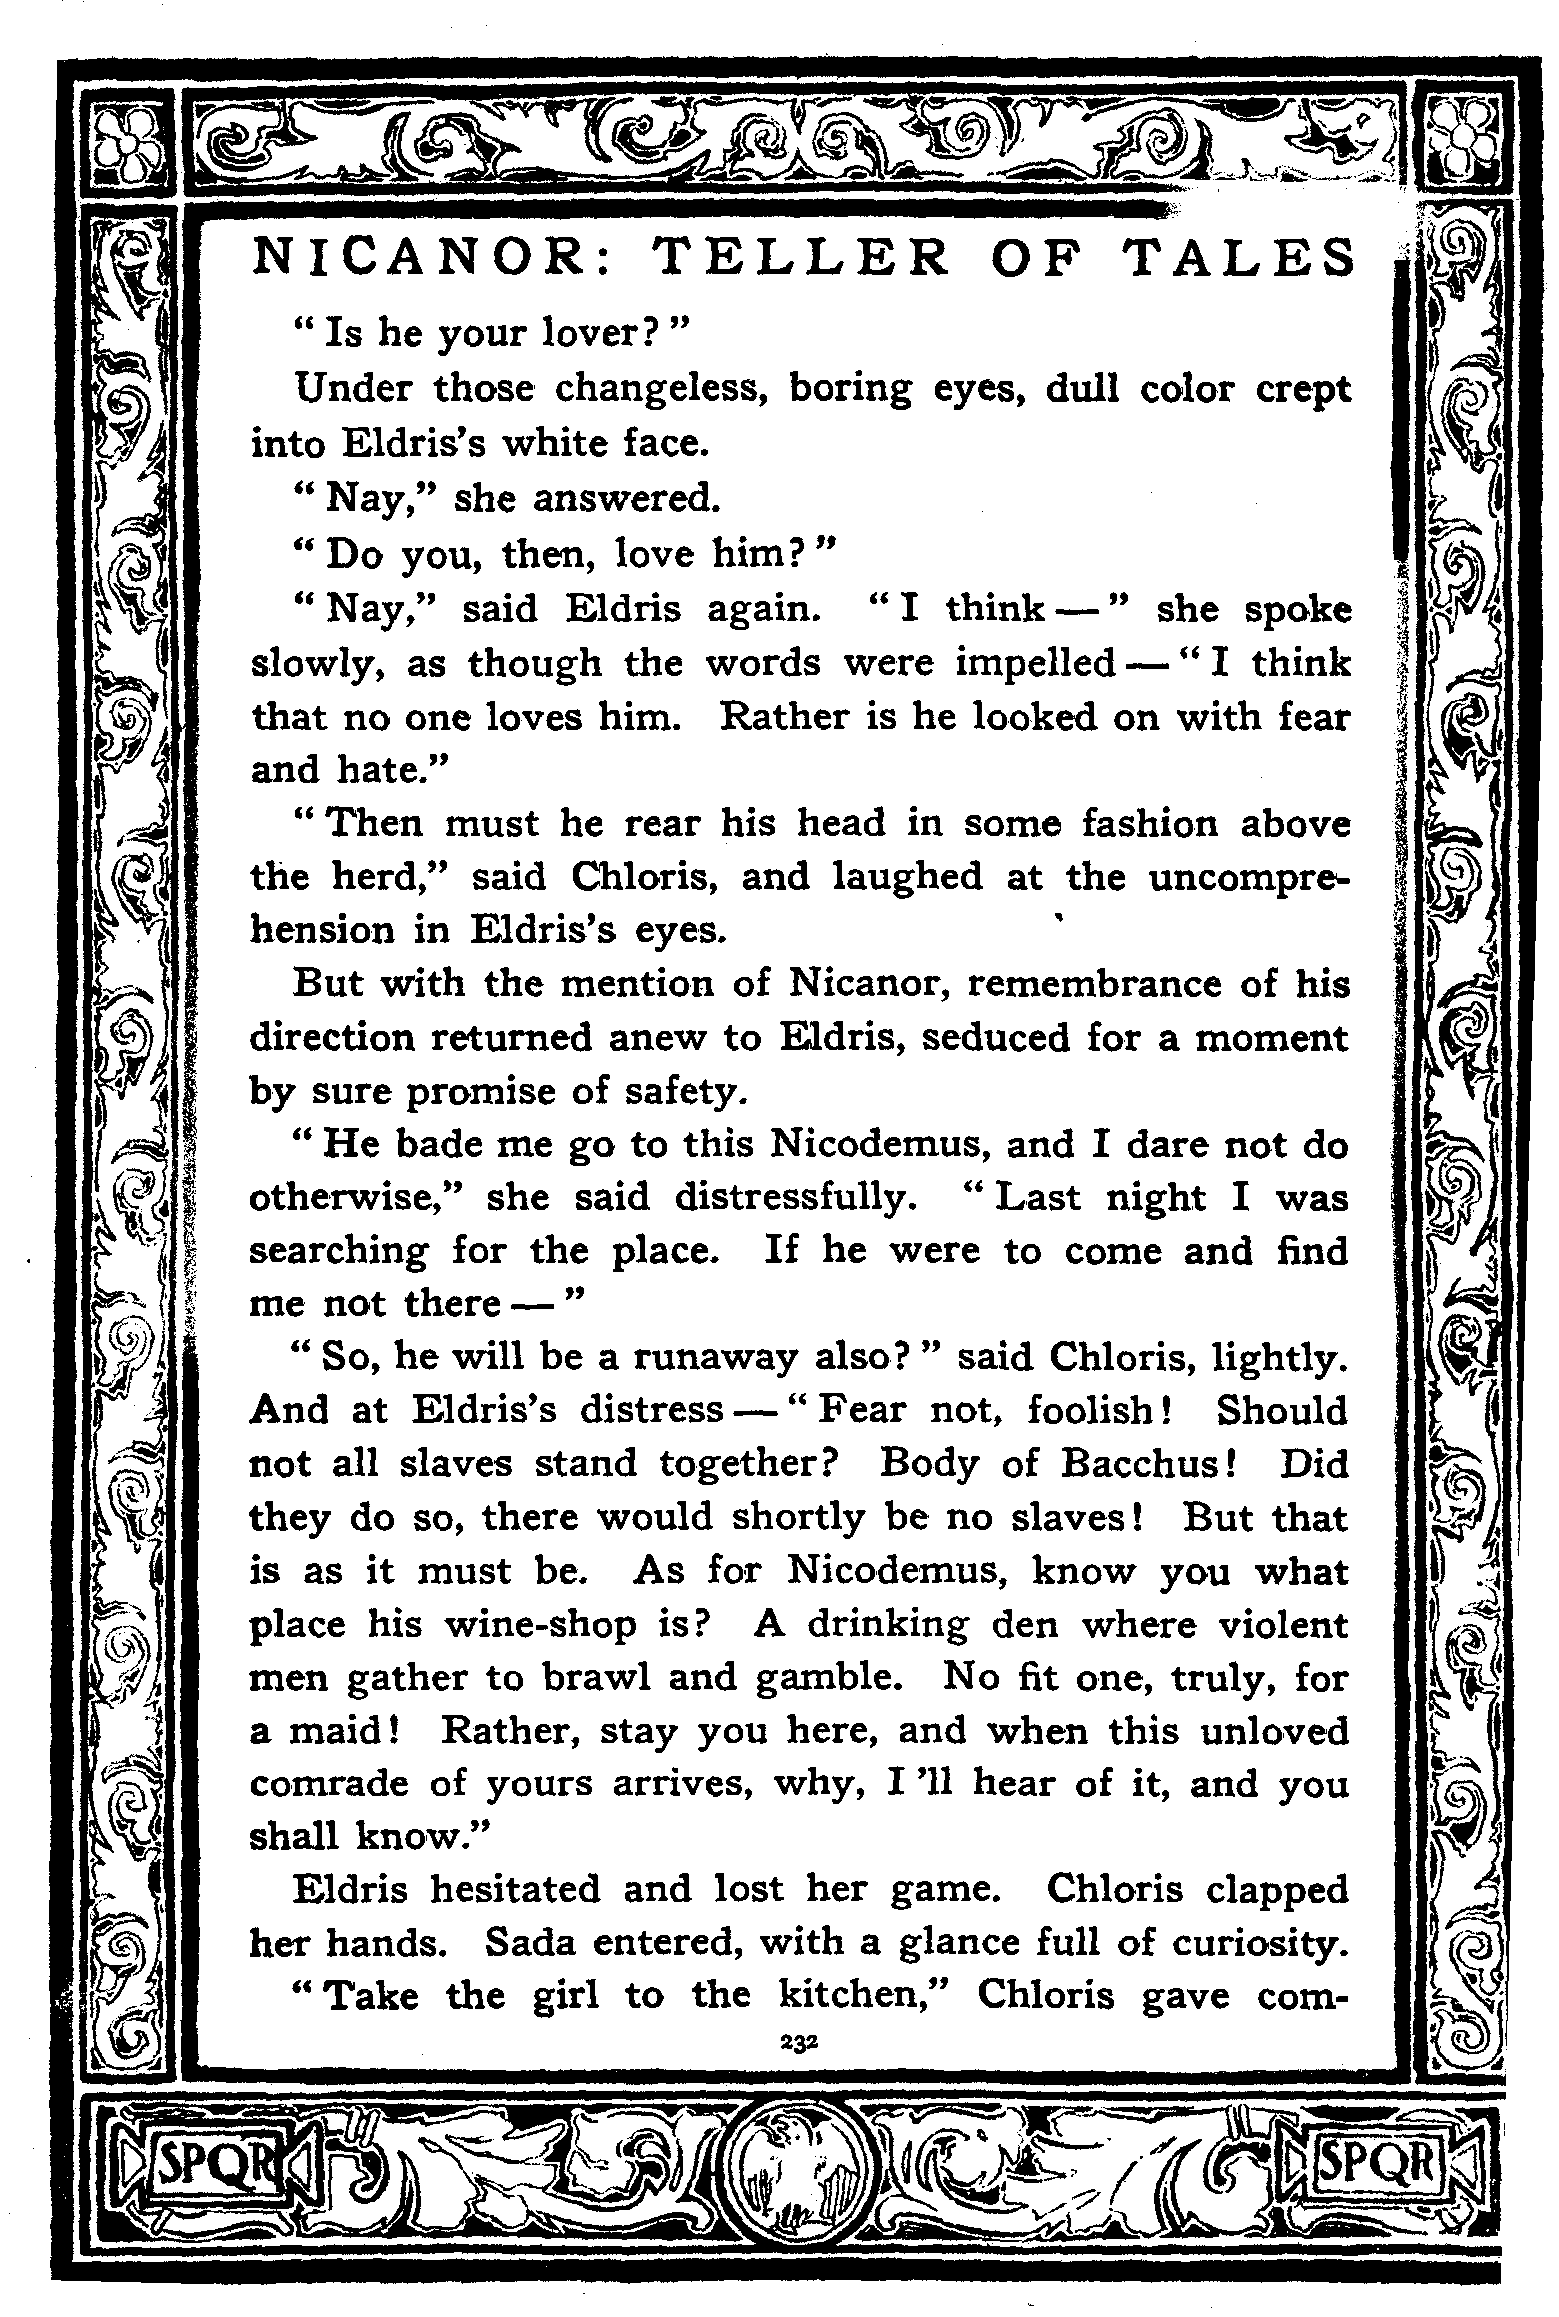 NICANOR: TELLER OF TALES
“ Is he your lover? ”
Under those changeless, boring eyes, dull color crept
into Eldris’s white face.
“ Nay,” she answered.
“ Do you, then, love him? ”
“ Nay,” said Eldris again. “ I think — ” she spoke
slowly, as though the words were impelled — “ I think
that no one loves him. Rather is he looked on with fear
and hate.”
“ Then must he rear his head in some fashion above
the herd,” said Chloris, and laughed at the uncompre-
hension in Eldris’s eyes.
But with the mention of Nicanor, remembrance of his
direction returned anew to Eldris, seduced for a moment
by sure promise of safety.
“ He bade me go to this Nicodemus, and I dare not do
otherwise,” she said distressfully. “ Last night I was
searching for the place. If he were to come and find
me not there — ”
“ So, he will be a runaway also? ” said Chloris, lightly.
And at Eldris’s distress — “ Fear not, foolish! Should
not all slaves stand together? Body of Bacchus! Did
they do so, there would shortly be no slaves! But that
is as it must be. As for Nicodemus, know you what
place his wine-shop is? A drinking den where violent
men gather to brawl and gamble. No fit one, truly, for
a maid! Rather, stay you here, and when this unloved
comrade of yours arrives, why, I ’ll hear of it, and you
shall know.”
Eldris hesitated and lost her game. Chloris clapped
her hands. Sada entered, with a glance full of curiosity.
“ Take the girl to the kitchen,” Chloris gave com-
232
SPQR
SPQR